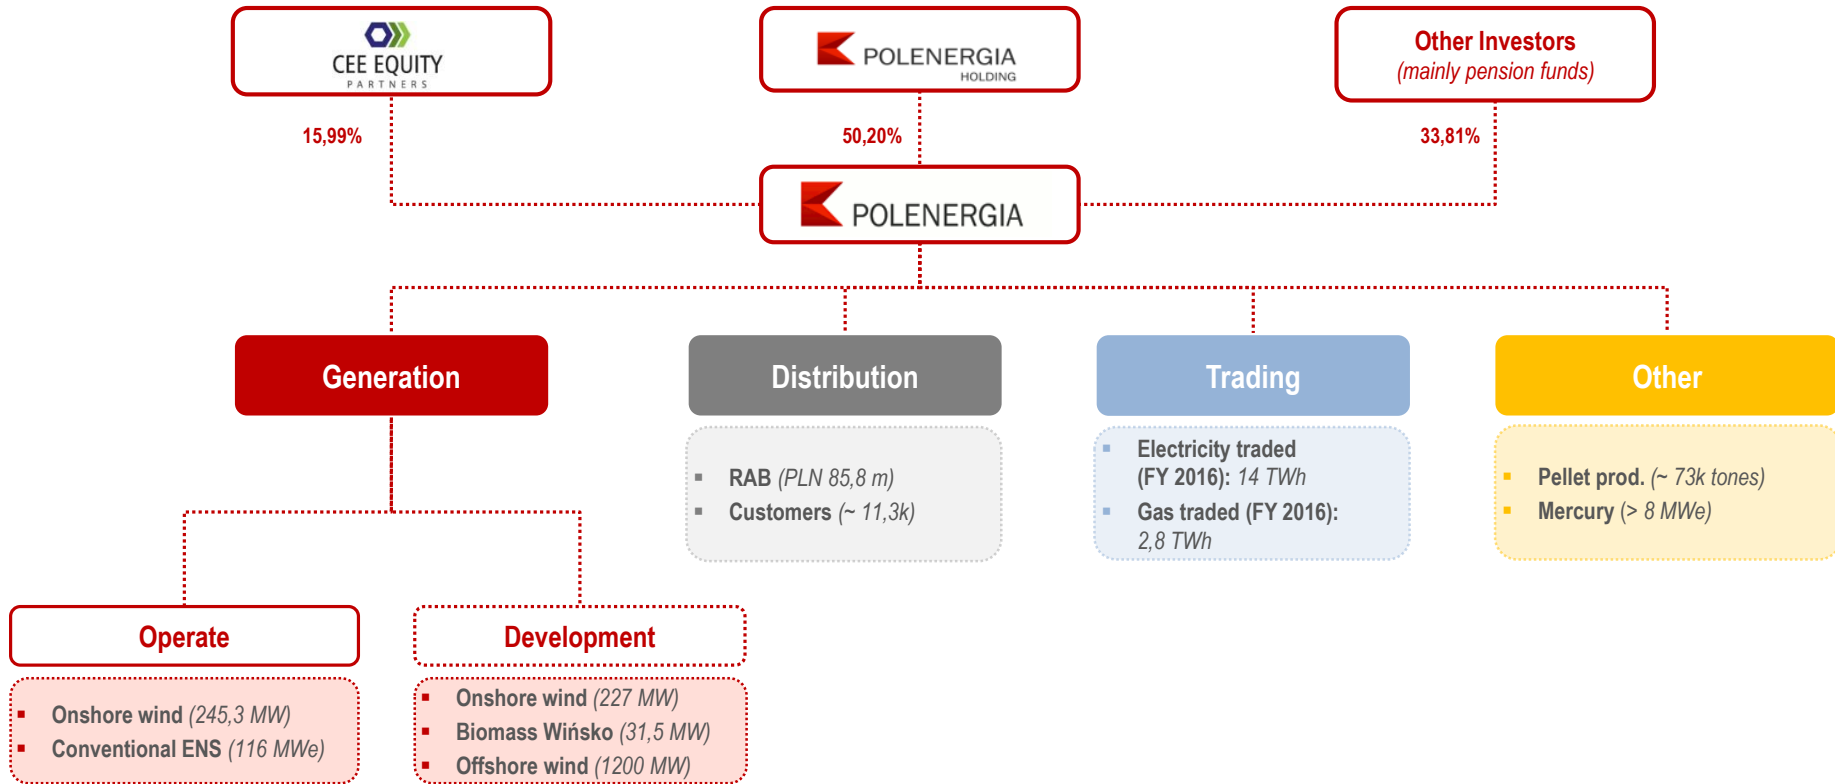 CEE EQUITY
PARTNERS
POLENERGIA
HOLDING
Other Investors
(mainly pension funds)
15,99%
50,20%
33,81%
POLENERGIA
Generation
Distribution
Trading
Other
RAB (PLN 85,8 m)
Customers (~ 11,3k)
Electricity traded
(FY 2016): 14 TWh
Gas traded (FY 2016):
2,8 TWh
Pellet prod. (~ 73k tones)
Mercury (> 8 MWe)
Operate
Development
Onshore wind (245,3 MW)
Conventional ENS (116 MWe)
Onshore wind (227 MW)
Biomass Wińsko (31,5 MW)
Offshore wind (1200 MW)